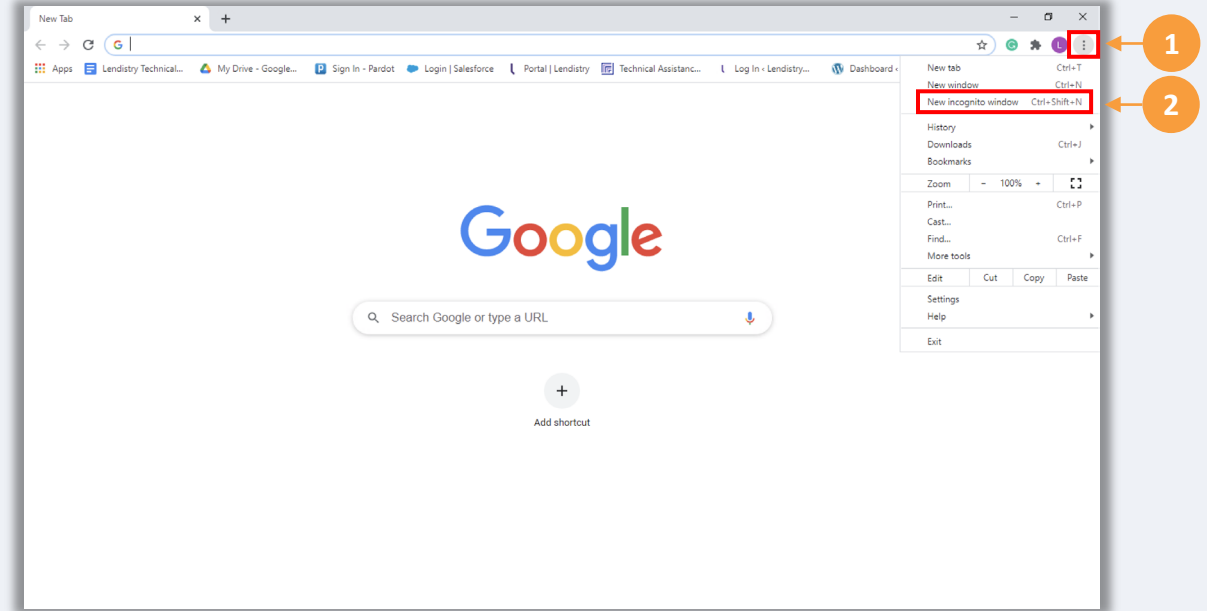 New Tab
Apps Lendistry Technical... My Drive - Google... Sign In - Pardot Login | Salesforce Portal | Lendistry Technical Assistanc... Log In ‹ Lendistry... Dashboard ‹
1
New tab Ctrl+T
New window Ctrl+N
New incognito window Ctrl+Shift+N
2
History
Downloads Ctrl+J
Bookmarks
Zoom - 100% +
Print... Ctrl+P
Cast...
Find... Ctrl+F
More tools
Edit Cut Copy Paste
Settings
Help
Exit
Google
Search Google or type a URL
Add shortcut